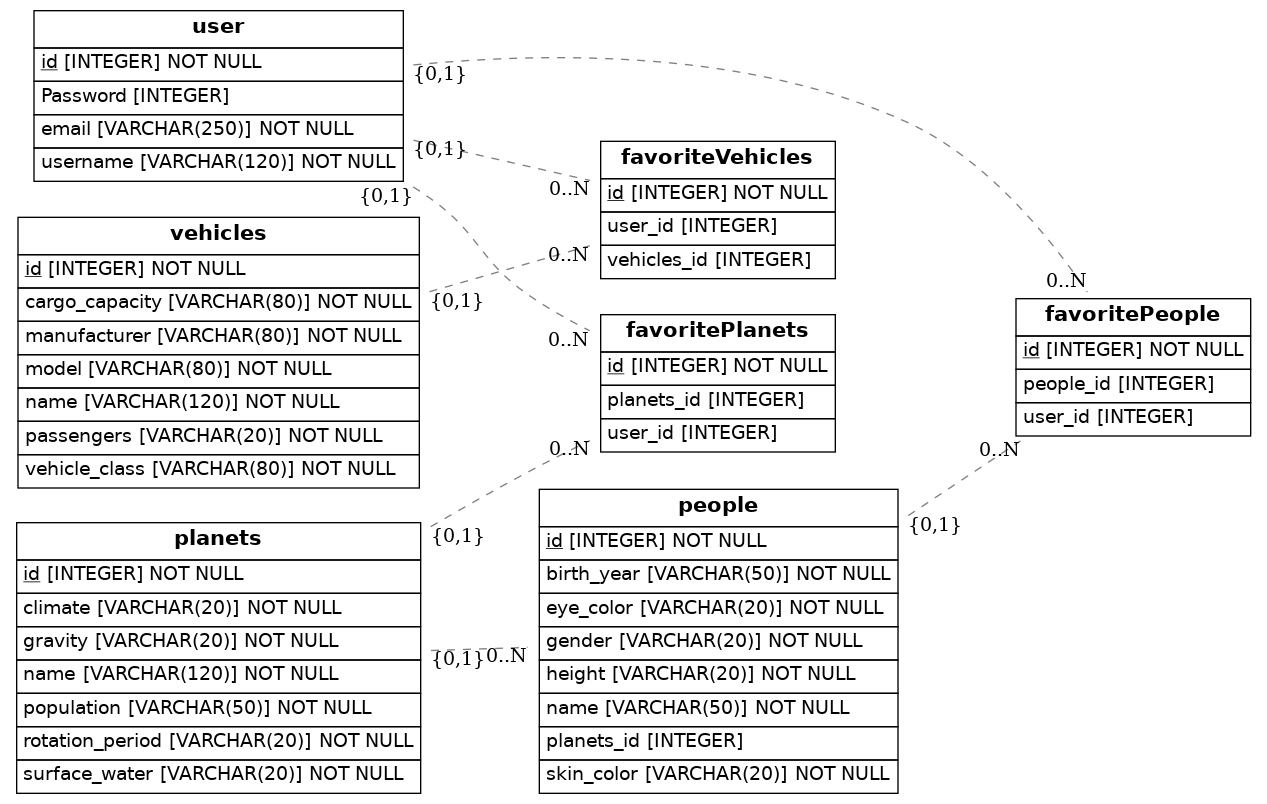 user
id [INTEGER] NOT NULL
Password [INTEGER]
email [VARCHAR(250)] NOT NULL
username [VARCHAR(120)] NOT NULL
{0,1}
{0,1}
{0,1}
vehicles
id [INTEGER] NOT NULL
cargo_capacity [VARCHAR(80)] NOT NULL
manufacturer [VARCHAR(80)] NOT NULL
model [VARCHAR(80)] NOT NULL
name [VARCHAR(120)] NOT NULL
passengers [VARCHAR(20)] NOT NULL
vehicle_class [VARCHAR(80)] NOT NULL
{0,1}
planets
id [INTEGER] NOT NULL
climate [VARCHAR(20)] NOT NULL
gravity [VARCHAR(20)] NOT NULL
name [VARCHAR(120)] NOT NULL
population [VARCHAR(50)] NOT NULL
rotation_period [VARCHAR(20)] NOT NULL
surface_water [VARCHAR(20)] NOT NULL
{0,1}
{0,1}
0..N
favoriteVehicles
id [INTEGER] NOT NULL
user_id [INTEGER]
vehicles_id [INTEGER]
0..N
0..N
favoritePlanets
id [INTEGER] NOT NULL
planets_id [INTEGER]
user_id [INTEGER]
0..N
0..N
people
id [INTEGER] NOT NULL
birth_year [VARCHAR(50)] NOT NULL
eye_color [VARCHAR(20)] NOT NULL
gender [VARCHAR(20)] NOT NULL
height [VARCHAR(20)] NOT NULL
name [VARCHAR(50)] NOT NULL
planets_id [INTEGER]
skin_color [VARCHAR(20)] NOT NULL
0..N
{0,1}
0..N
favoritePeople
id [INTEGER] NOT NULL
people_id [INTEGER]
user_id [INTEGER]
0..N